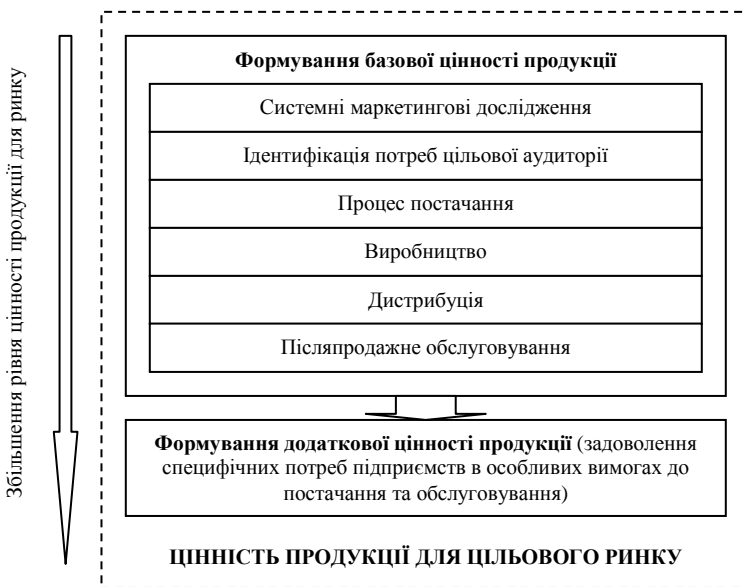 Збільшення рівня цінності продукції для ринку
Формування базової цінності продукції
Системні маркетингові дослідження
Ідентифікація потреб цільової аудиторії
Процес постачання
Виробництво
Дистрибуція
Післяпродажне обслуговування
Формування додаткової цінності продукції (задоволення
специфічних потреб підприємств в особливих вимогах до
постачання та обслуговування)
ЦІННІСТЬ ПРОДУКЦІЇ ДЛЯ ЦІЛЬОВОГО РИНКУ